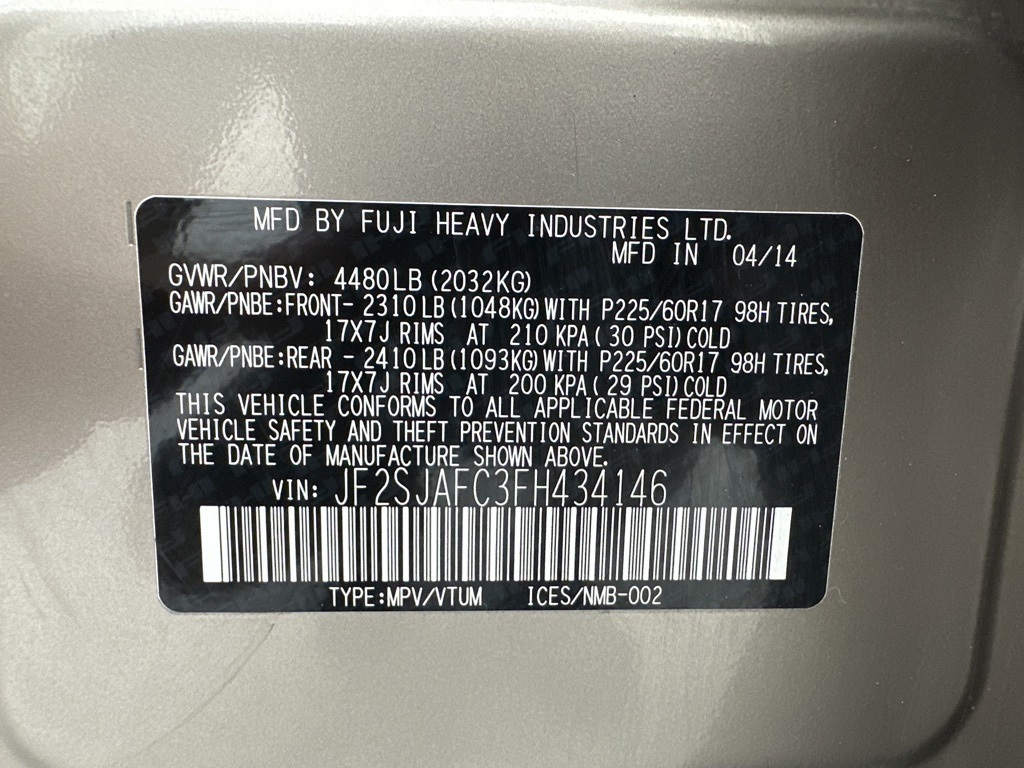 MFD BY FUJI HEAVY INDUSTRIES LTD.
MFD IN 04/14
GVWR/PNBV: 4480LB(2032KG)
GAWR/PNBE:FRONT- 2310LB(1048KG)WITH P225/60R17 98H TIRES,
17X7J RIMS AT 210 KPA(30 PSI)COLD
GAWR/PNBE:REAR - 2410LB(1093KG)WITH P225/60R17 98H TIRES,
17X7J RIMS AT 200 KPA(29 PSI)COLD
THIS VEHICLE CONFORMS TO ALL APPLICABLE FEDERAL MOTOR
VEHICLE SAFETY AND THEFT PREVENTION STANDARDS IN EFFECT ON
THE DATE OF MANUFACTURE SHOWN ABOVE.
VIN: JF2SJAFC3FH434146
TYPE:MPV/VTUM ICES/NMB-002